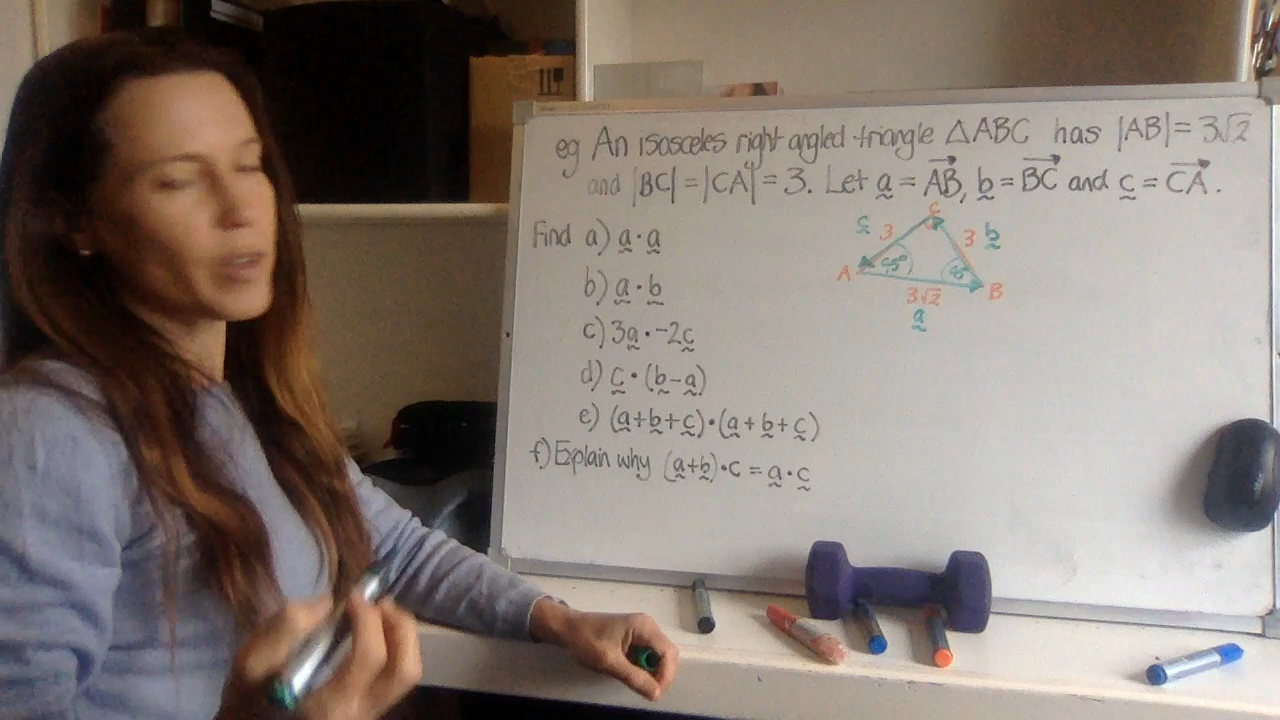 eg An isosceles right angled triangle △ABC has |AB| = 3√2
and |BC| = |CA| = 3. Let a = AB, b = BC and c = CA.
Find a) a · a
b) a · b
c) 3a · -2c
d) c · (b - a)
e) (a + b + c) · (a + b + c)
f) Explain why (a + b) · c = a · c
C
c 3 3 b
A 45° 45° B
3√2
a